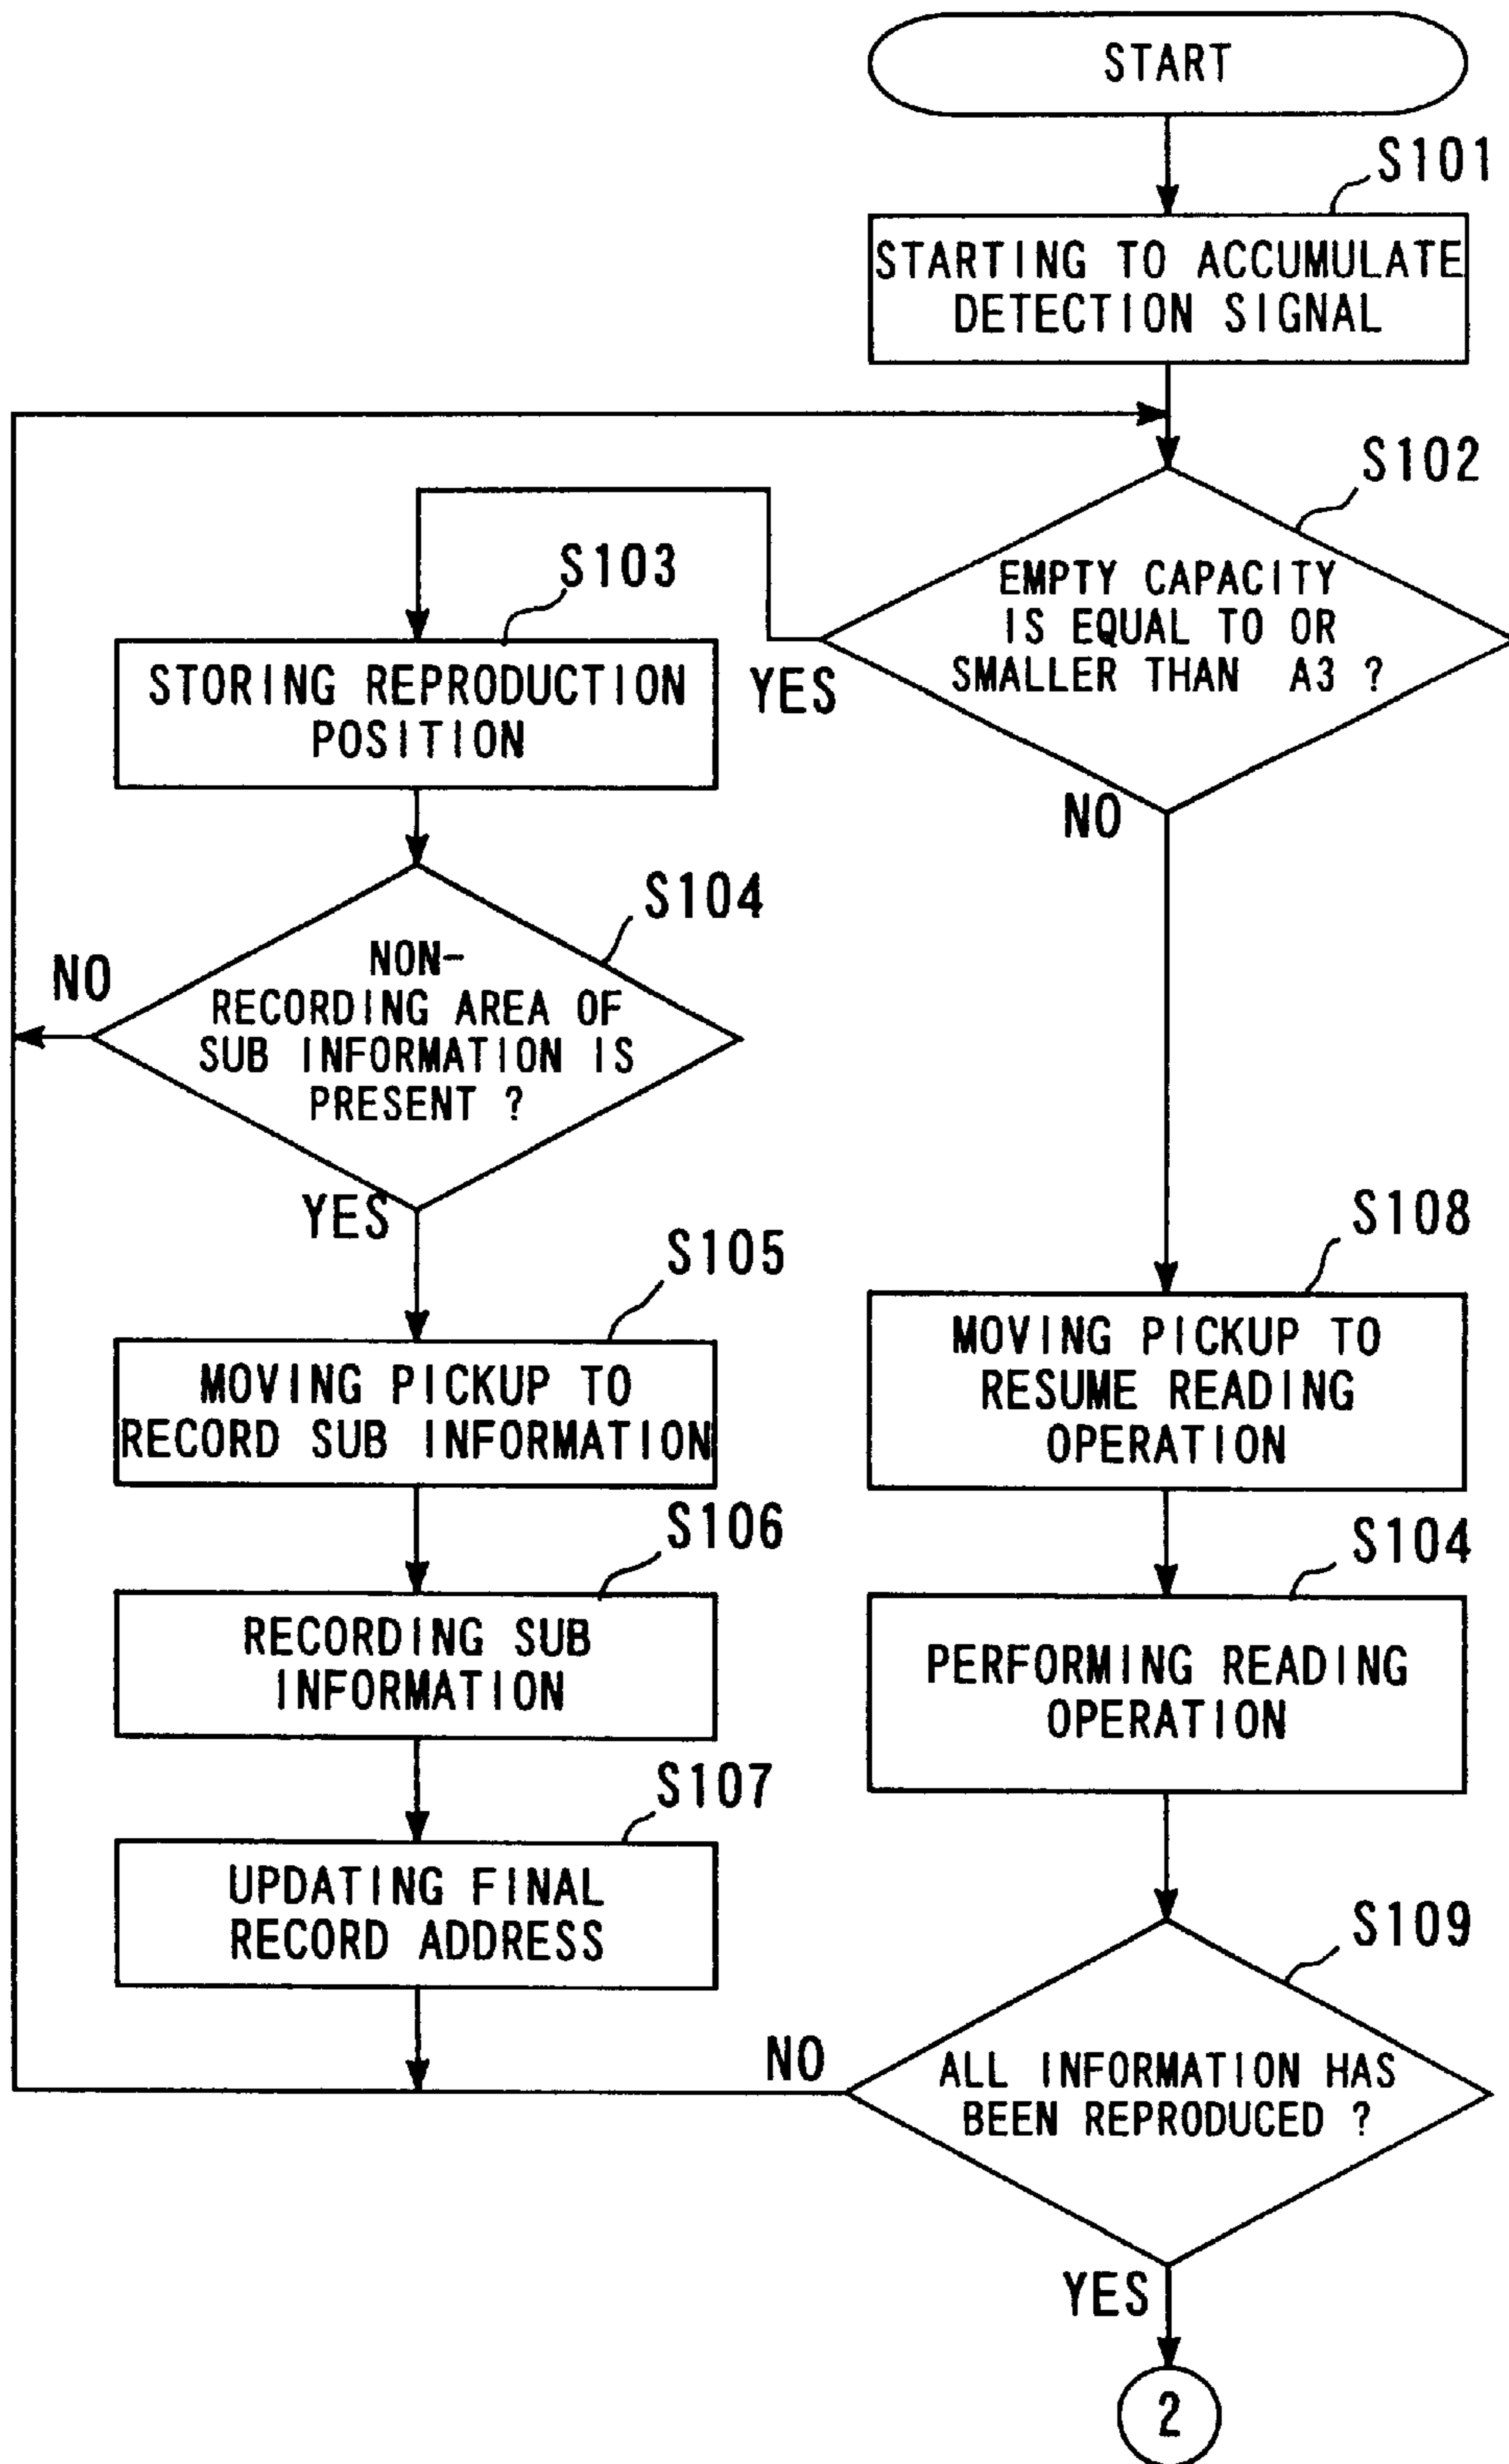 START
S101
STARTING TO ACCUMULATE
DETECTION SIGNAL
S102
EMPTY CAPACITY
IS EQUAL TO OR
SMALLER THAN A3 ?
YES
NO
S103
STORING REPRODUCTION
POSITION
S104
NON-
RECORDING AREA OF
SUB INFORMATION IS
PRESENT ?
NO
YES
S105
MOVING PICKUP TO
RECORD SUB INFORMATION
S106
RECORDING SUB
INFORMATION
S107
UPDATING FINAL
RECORD ADDRESS
S108
MOVING PICKUP TO
RESUME READING
OPERATION
S104
PERFORMING READING
OPERATION
S109
ALL INFORMATION HAS
BEEN REPRODUCED ?
NO
YES
2